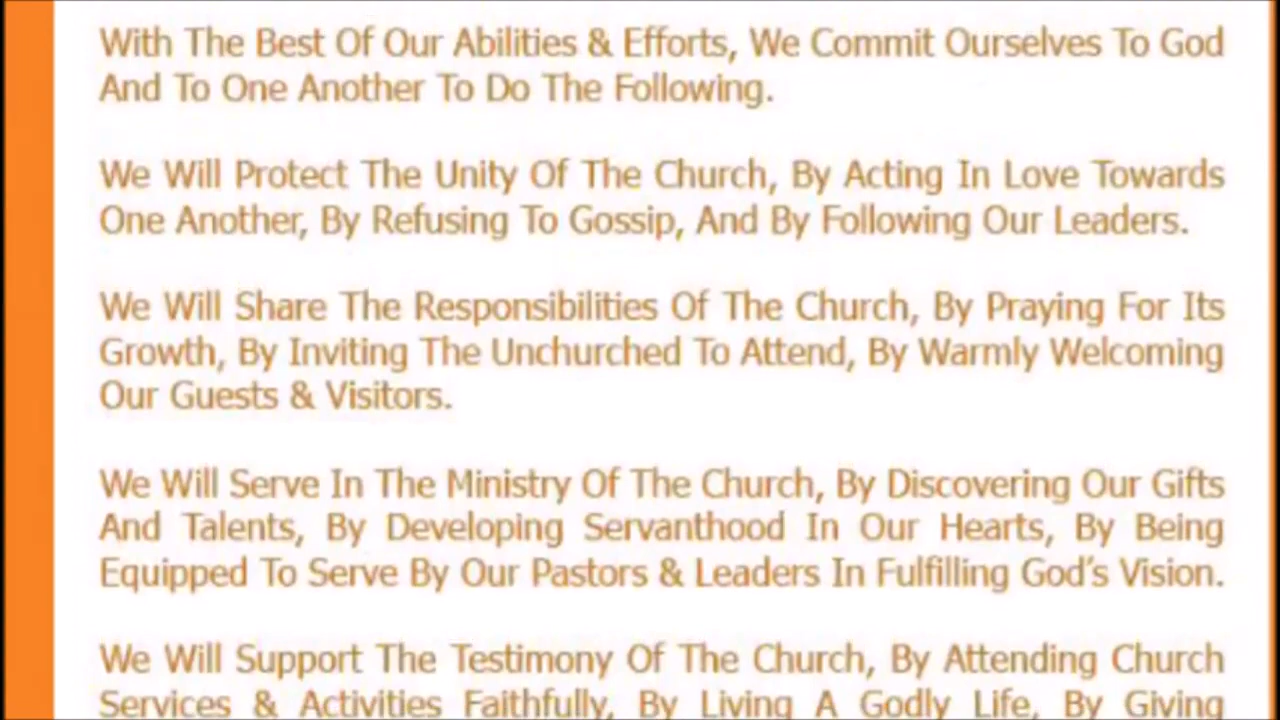 With The Best Of Our Abilities & Efforts, We Commit Ourselves To God
And To One Another To Do The Following.
We Will Protect The Unity Of The Church, By Acting In Love Towards
One Another, By Refusing To Gossip, And By Following Our Leaders.
We Will Share The Responsibilities Of The Church, By Praying For Its
Growth, By Inviting The Unchurched To Attend, By Warmly Welcoming
Our Guests & Visitors.
We Will Serve In The Ministry Of The Church, By Discovering Our Gifts
And Talents, By Developing Servanthood In Our Hearts, By Being
Equipped To Serve By Our Pastors & Leaders In Fulfilling God's Vision.
We Will Support The Testimony Of The Church, By Attending Church
Services & Activities Faithfully, By Living A Godly Life, By Giving